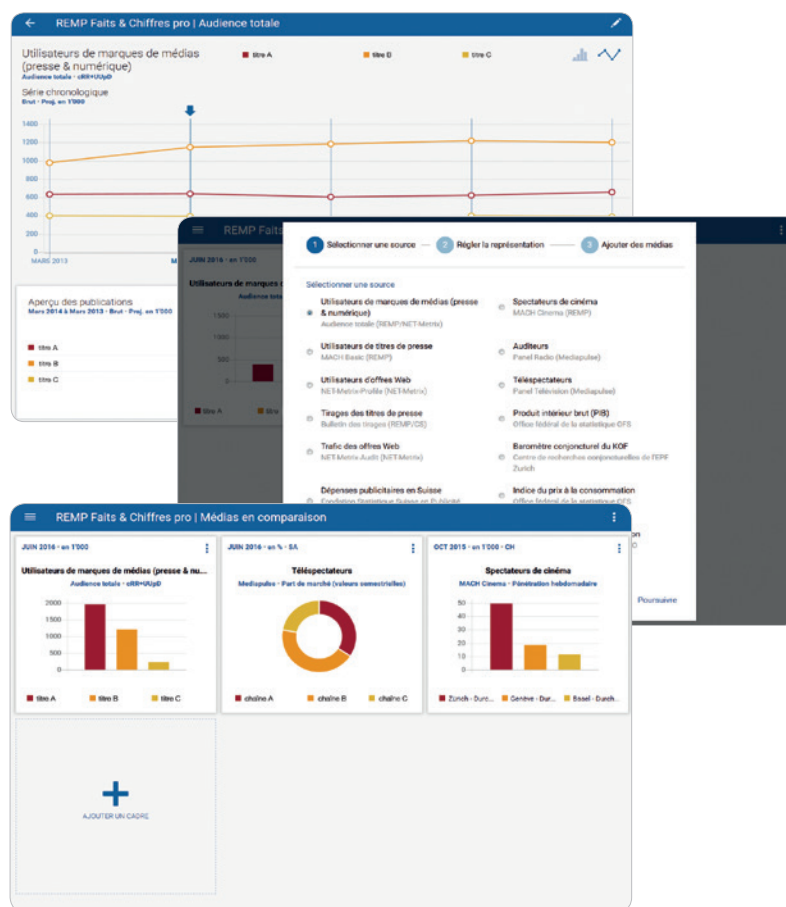 REMP Faits & Chiffres pro | Audience totale
Utilisateurs de marques de médias
(presse & numérique)
Audience totale - cRR+UUpD
titre A
titre B
titre C
Série chronologique
Brut - Proj. en 1'000
1400
1200
1000
800
600
400
200
0
MARS 2013
M
Aperçu des publications
Mars 2014 à Mars 2013 - Brut - Proj. en 1'000
titre A
titre B
titre C
REMP Faits
JUIN 2016 - en 1'000
Utilisateurs de marques
Audience tota
1500
1000
500
0
titre A
titre
1 Sélectionner une source
2 Régler la représentation
3 Ajouter des médias
Sélectionner une source
Utilisateurs de marques de médias (presse
& numérique)
Audience totale (REMP/NET-Metrix)
Utilisateurs de titres de presse
MACH Basic (REMP)
Utilisateurs d'offres Web
NET-Metrix-Profile (NET-Metrix)
Tirages des titres de presse
Bulletin des tirages (REMP/CS)
Trafic des offres Web
NET-Metrix-Audit (NET-Metrix)
Dépenses publicitaires en Suisse
Fondation Statistique Suisse en Publicité
Spectateurs de cinéma
MACH Cinema (REMP)
Auditeurs
Panel Radio (Mediapulse)
Téléspectateurs
Panel Télévision (Mediapulse)
Produit intérieur brut (PIB)
Office fédéral de la statistique OFS
Baromètre conjoncturel du KOF
Centre de recherches conjoncturelles de l'EPF
Zurich
Indice du prix à la consommation
Office fédéral de la statistique OFS
on
Poursuivre
REMP Faits & Chiffres pro | Médias en comparaison
JUIN 2016 - en 1'000
Utilisateurs de marques de médias (presse & nu...
Audience totale - cRR+UUpD
2000
1500
1000
500
0
titre A
titre B
titre C
JUIN 2016 - en % - SA
Téléspectateurs
Mediapulse - Part de marché (valeurs semestrielles)
chaîne A
chaîne B
chaîne C
OCT 2015 - en 1'000 - CH
Spectateurs de cinéma
MACH Cinema - Pénétration hebdomadaire
50
40
30
20
10
0
Zürich - Durc...
Genève - Dur...
Basel - Durch...
AJOUTER UN CADRE